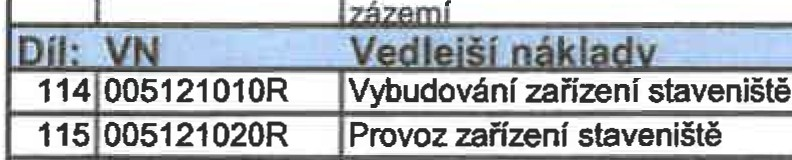 zázemí
Díl: VN Vedlejší náklady
114 005121010R Vybudování zařízení staveniště
115 005121020R Provoz zařízení staveniště